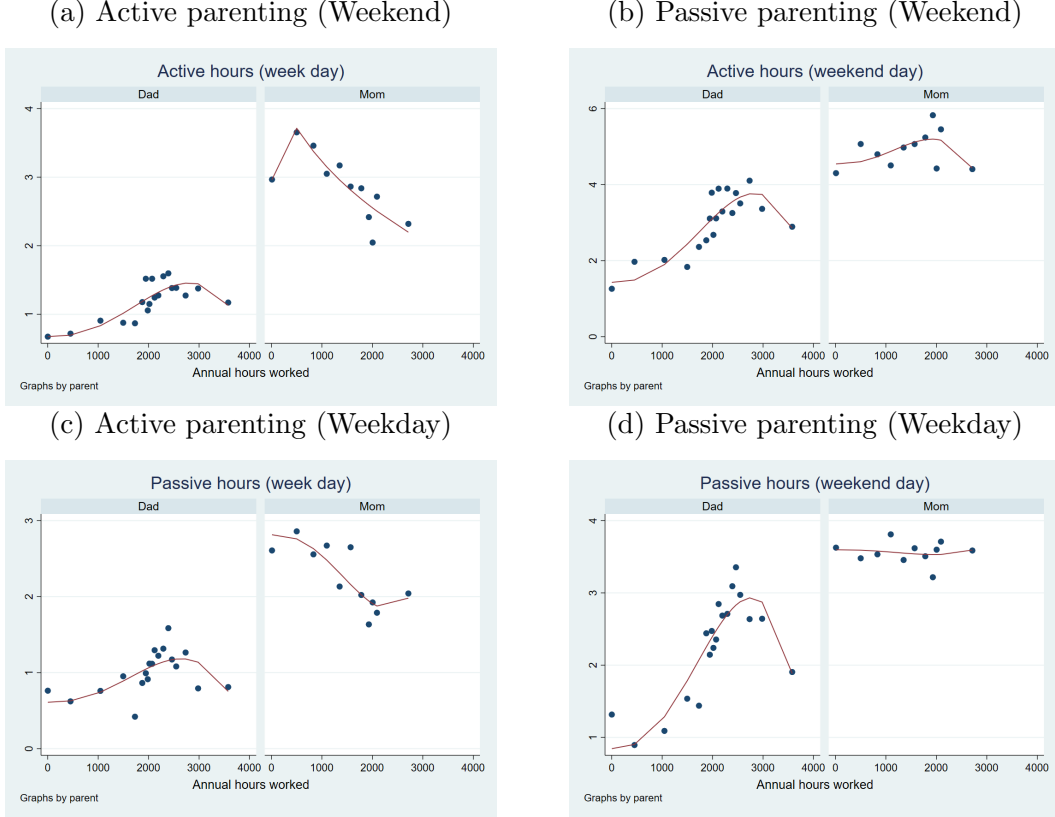 (a) Active parenting (Weekend)
(b) Passive parenting (Weekend)
Active hours (week day)
Dad Mom
4
3
2
1
0 1000 2000 3000 4000 0 1000 2000 3000 4000
Annual hours worked
Graphs by parent
Active hours (weekend day)
Dad Mom
6
4
2
0
0 1000 2000 3000 4000 0 1000 2000 3000 4000
Annual hours worked
Graphs by parent
(c) Active parenting (Weekday)
(d) Passive parenting (Weekday)
Passive hours (week day)
Dad Mom
3
2
1
0
0 1000 2000 3000 4000 0 1000 2000 3000 4000
Annual hours worked
Graphs by parent
Passive hours (weekend day)
Dad Mom
4
3
2
1
0 1000 2000 3000 4000 0 1000 2000 3000 4000
Annual hours worked
Graphs by parent